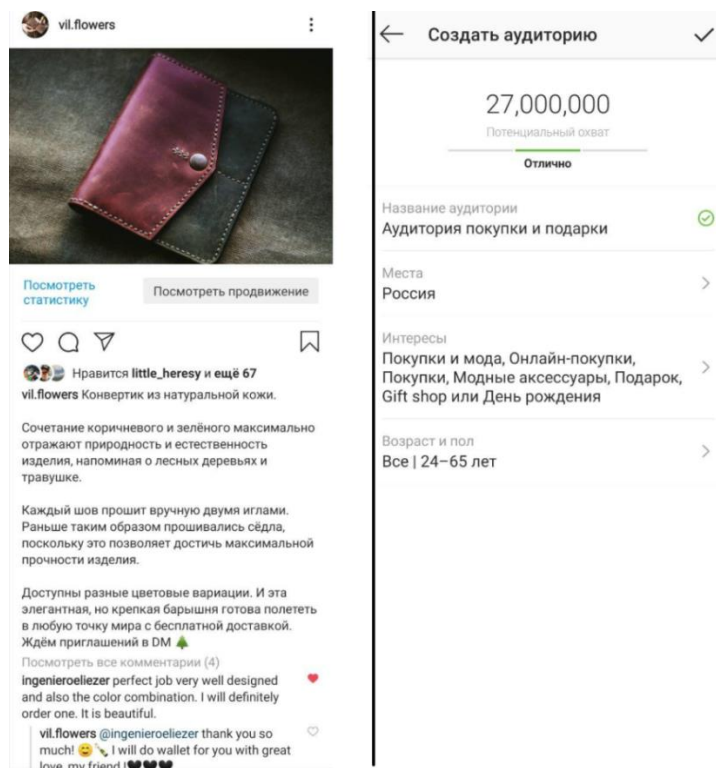 vil.flowers
Посмотреть
статистику
Посмотреть продвижение
Нравится little_heresy и ещё 67
vil.flowers Конвертик из натуральной кожи.
Сочетание коричневого и зелёного максимально
отражают природность и естественность
изделия, напоминая о лесных деревьях и
травушке.
Каждый шов прошит вручную двумя иглами.
Раньше таким образом прошивались сёдла,
поскольку это позволяет достичь максимальной
прочности изделия.
Доступны разные цветовые вариации. И эта
элегантная, но крепкая барышня готова полететь
в любую точку мира с бесплатной доставкой.
Ждём приглашений в DM 🌲
Посмотреть все комментарии (4)
ingenieroeliezer perfect job very well designed
and also the color combination. I will definitely
order one. It is beautiful.
vil.flowers @ingenieroeliezer thank you so
much! 😊🍾 I will do wallet for you with great
love, my friend !🖤🖤🖤
Создать аудиторию
27,000,000
Потенциальный охват
Отлично
Название аудитории
Аудитория покупки и подарки
Места
Россия
Интересы
Покупки и мода, Онлайн-покупки,
Покупки, Модные аксессуары, Подарок,
Gift shop или День рождения
Возраст и пол
Все | 24–65 лет